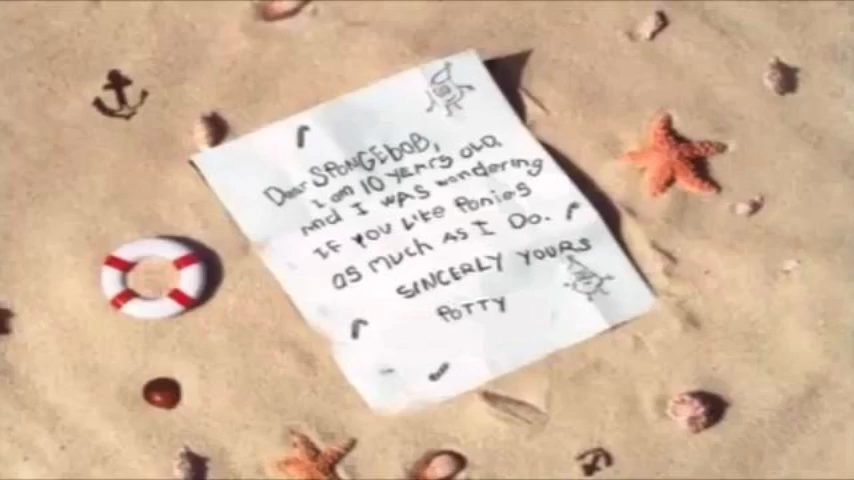 Dear SPONGEBOB,
I am 10 YEARS OLD
and I WAS wondering
IF YOU LIKE PONIES
as much AS I DO.
SINCERLY YOURS
POTTY